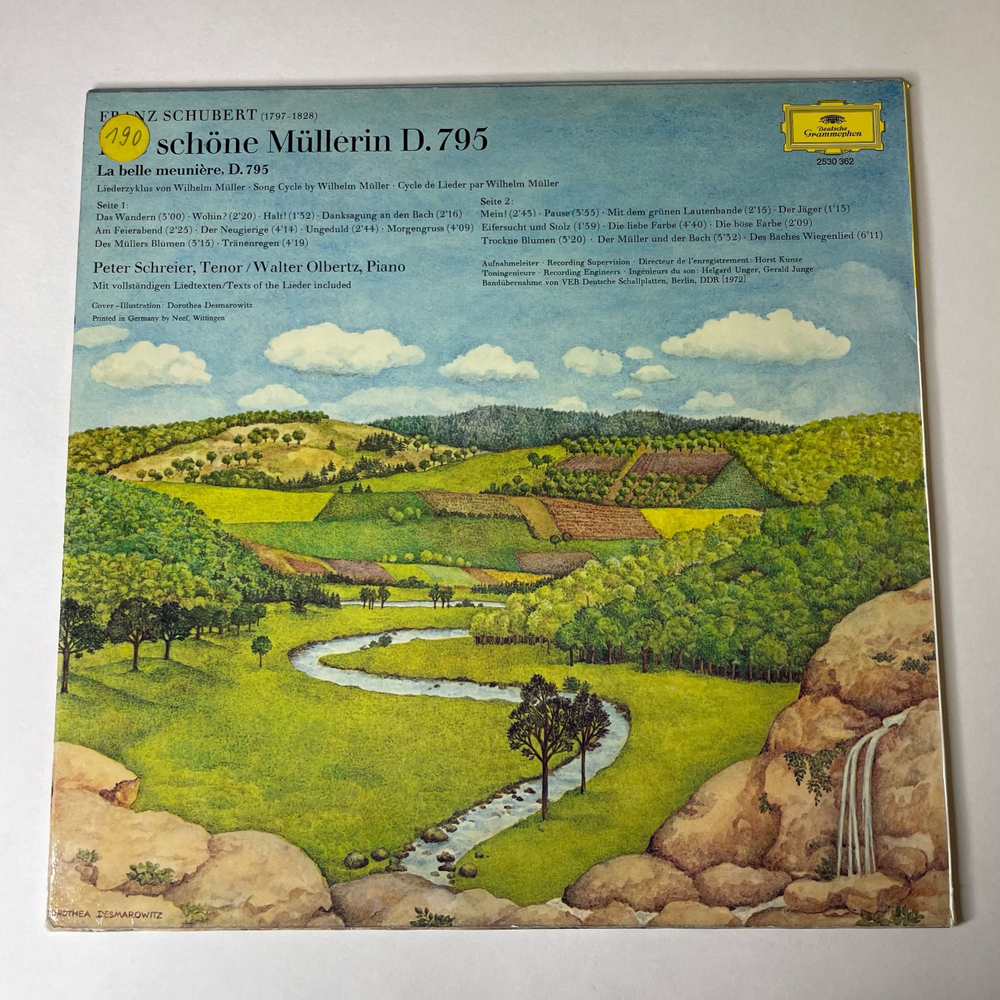 FRANZ SCHUBERT (1797-1828)
190
schöne Müllerin D. 795
La belle meunière, D. 795
Liederzyklus von Wilhelm Müller · Song Cycle by Wilhelm Müller · Cycle de Lieder par Wilhelm Müller
Seite 1:
Das Wandern (3'00) · Wohin? (2'20) · Halt! (1'32) · Danksagung an den Bach (2'16)
Am Feierabend (2'25) · Der Neugierige (4'14) · Ungeduld (2'44) · Morgengruss (4'09)
Des Müllers Blumen (3'15) · Tränenregen (4'19)
Seite 2:
Mein! (2'43) · Pause (3'55) · Mit dem grünen Lautenbande (2'15) · Der Jäger (1'15)
Eifersucht und Stolz (1'39) · Die liebe Farbe (4'40) · Die böse Farbe (2'09)
Trockne Blumen (3'20) · Der Müller und der Bach (3'32) · Des Baches Wiegenlied (6'11)
Peter Schreier, Tenor / Walter Olbertz, Piano
Mit vollständigen Liedtexten/Texts of the Lieder included
Aufnahmeleiter · Recording Supervision · Directeur de l'enregistrement: Horst Kunze
Toningenieure · Recording Engineers · Ingénieurs du son: Helgard Unger, Gerald Junge
Bandübernahme von VEB Deutsche Schallplatten, Berlin, DDR [1972]
Cover-Illustration: Dorothea Desmarowitz
Printed in Germany by Neef, Wittingen
Deutsche
Grammophon
2530 362
DOROTHEA DESMAROWITZ